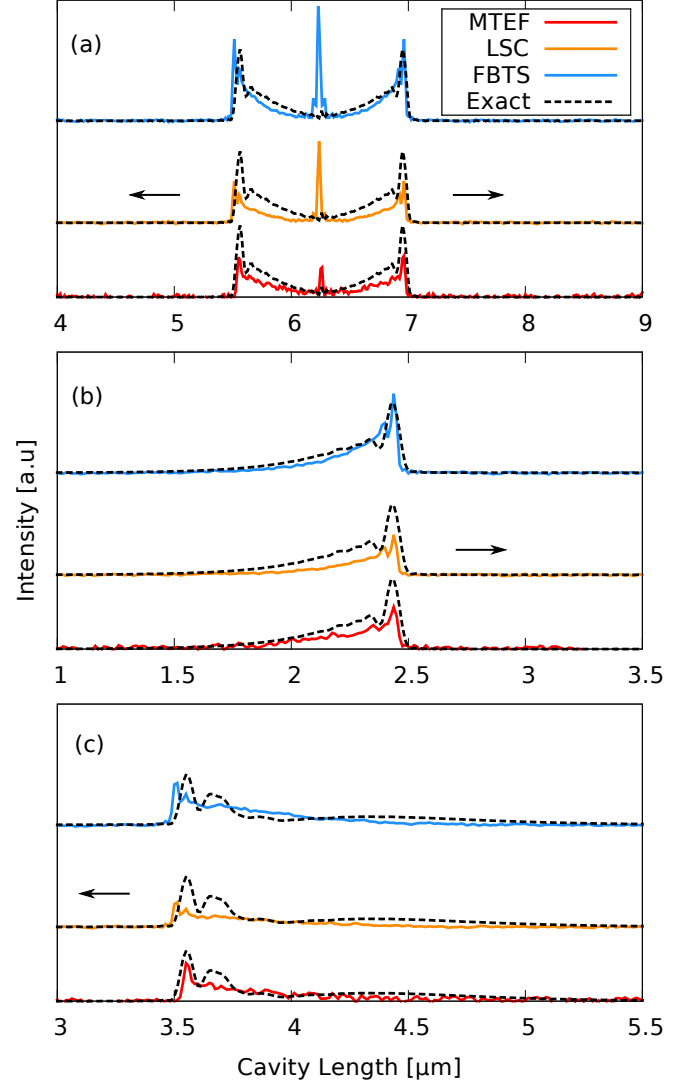 (a)
MTEF
LSC
FBTS
Exact
4 5 6 7 8 9
(b)
1 1.5 2 2.5 3 3.5
Intensity [a.u]
(c)
3 3.5 4 4.5 5 5.5
Cavity Length [μm]